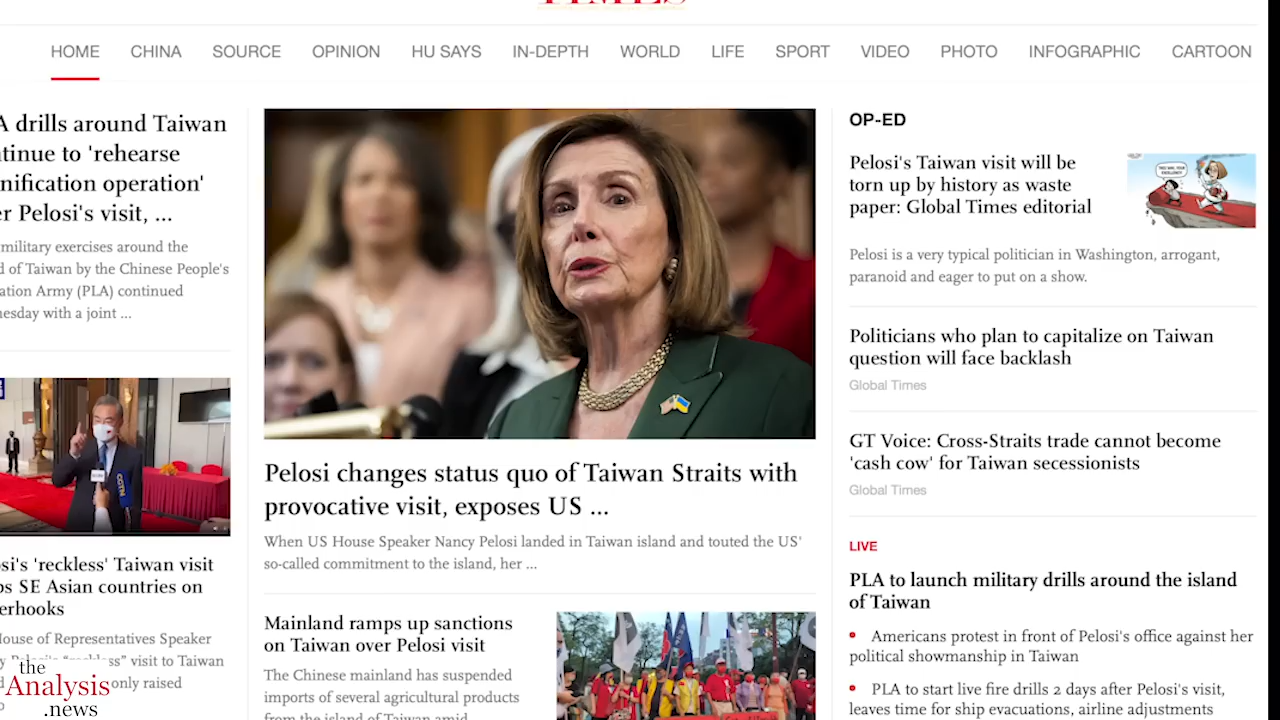 TIMES
HOME CHINA SOURCE OPINION HU SAYS IN-DEPTH WORLD LIFE SPORT VIDEO PHOTO INFOGRAPHIC CARTOON
A drills around Taiwan
tinue to 'rehearse
nification operation'
er Pelosi's visit, ...
military exercises around the
d of Taiwan by the Chinese People's
ation Army (PLA) continued
nesday with a joint ...
CGTN
si's 'reckless' Taiwan visit
os SE Asian countries on
erhooks
House of Representatives Speaker
visit to Taiwan
only raised
Pelosi changes status quo of Taiwan Straits with
provocative visit, exposes US ...
When US House Speaker Nancy Pelosi landed in Taiwan island and touted the US'
so-called commitment to the island, her ...
Mainland ramps up sanctions
on Taiwan over Pelosi visit
The Chinese mainland has suspended
imports of several agricultural products
from the island of Taiwan amid
OP-ED
Pelosi's Taiwan visit will be
torn up by history as waste
paper: Global Times editorial
Pelosi is a very typical politician in Washington, arrogant,
paranoid and eager to put on a show.
Politicians who plan to capitalize on Taiwan
question will face backlash
Global Times
GT Voice: Cross-Straits trade cannot become
'cash cow' for Taiwan secessionists
Global Times
LIVE
PLA to launch military drills around the island
of Taiwan
Americans protest in front of Pelosi's office against her
political showmanship in Taiwan
PLA to start live fire drills 2 days after Pelosi's visit,
leaves time for ship evacuations, airline adjustments
the
Analysis
.news